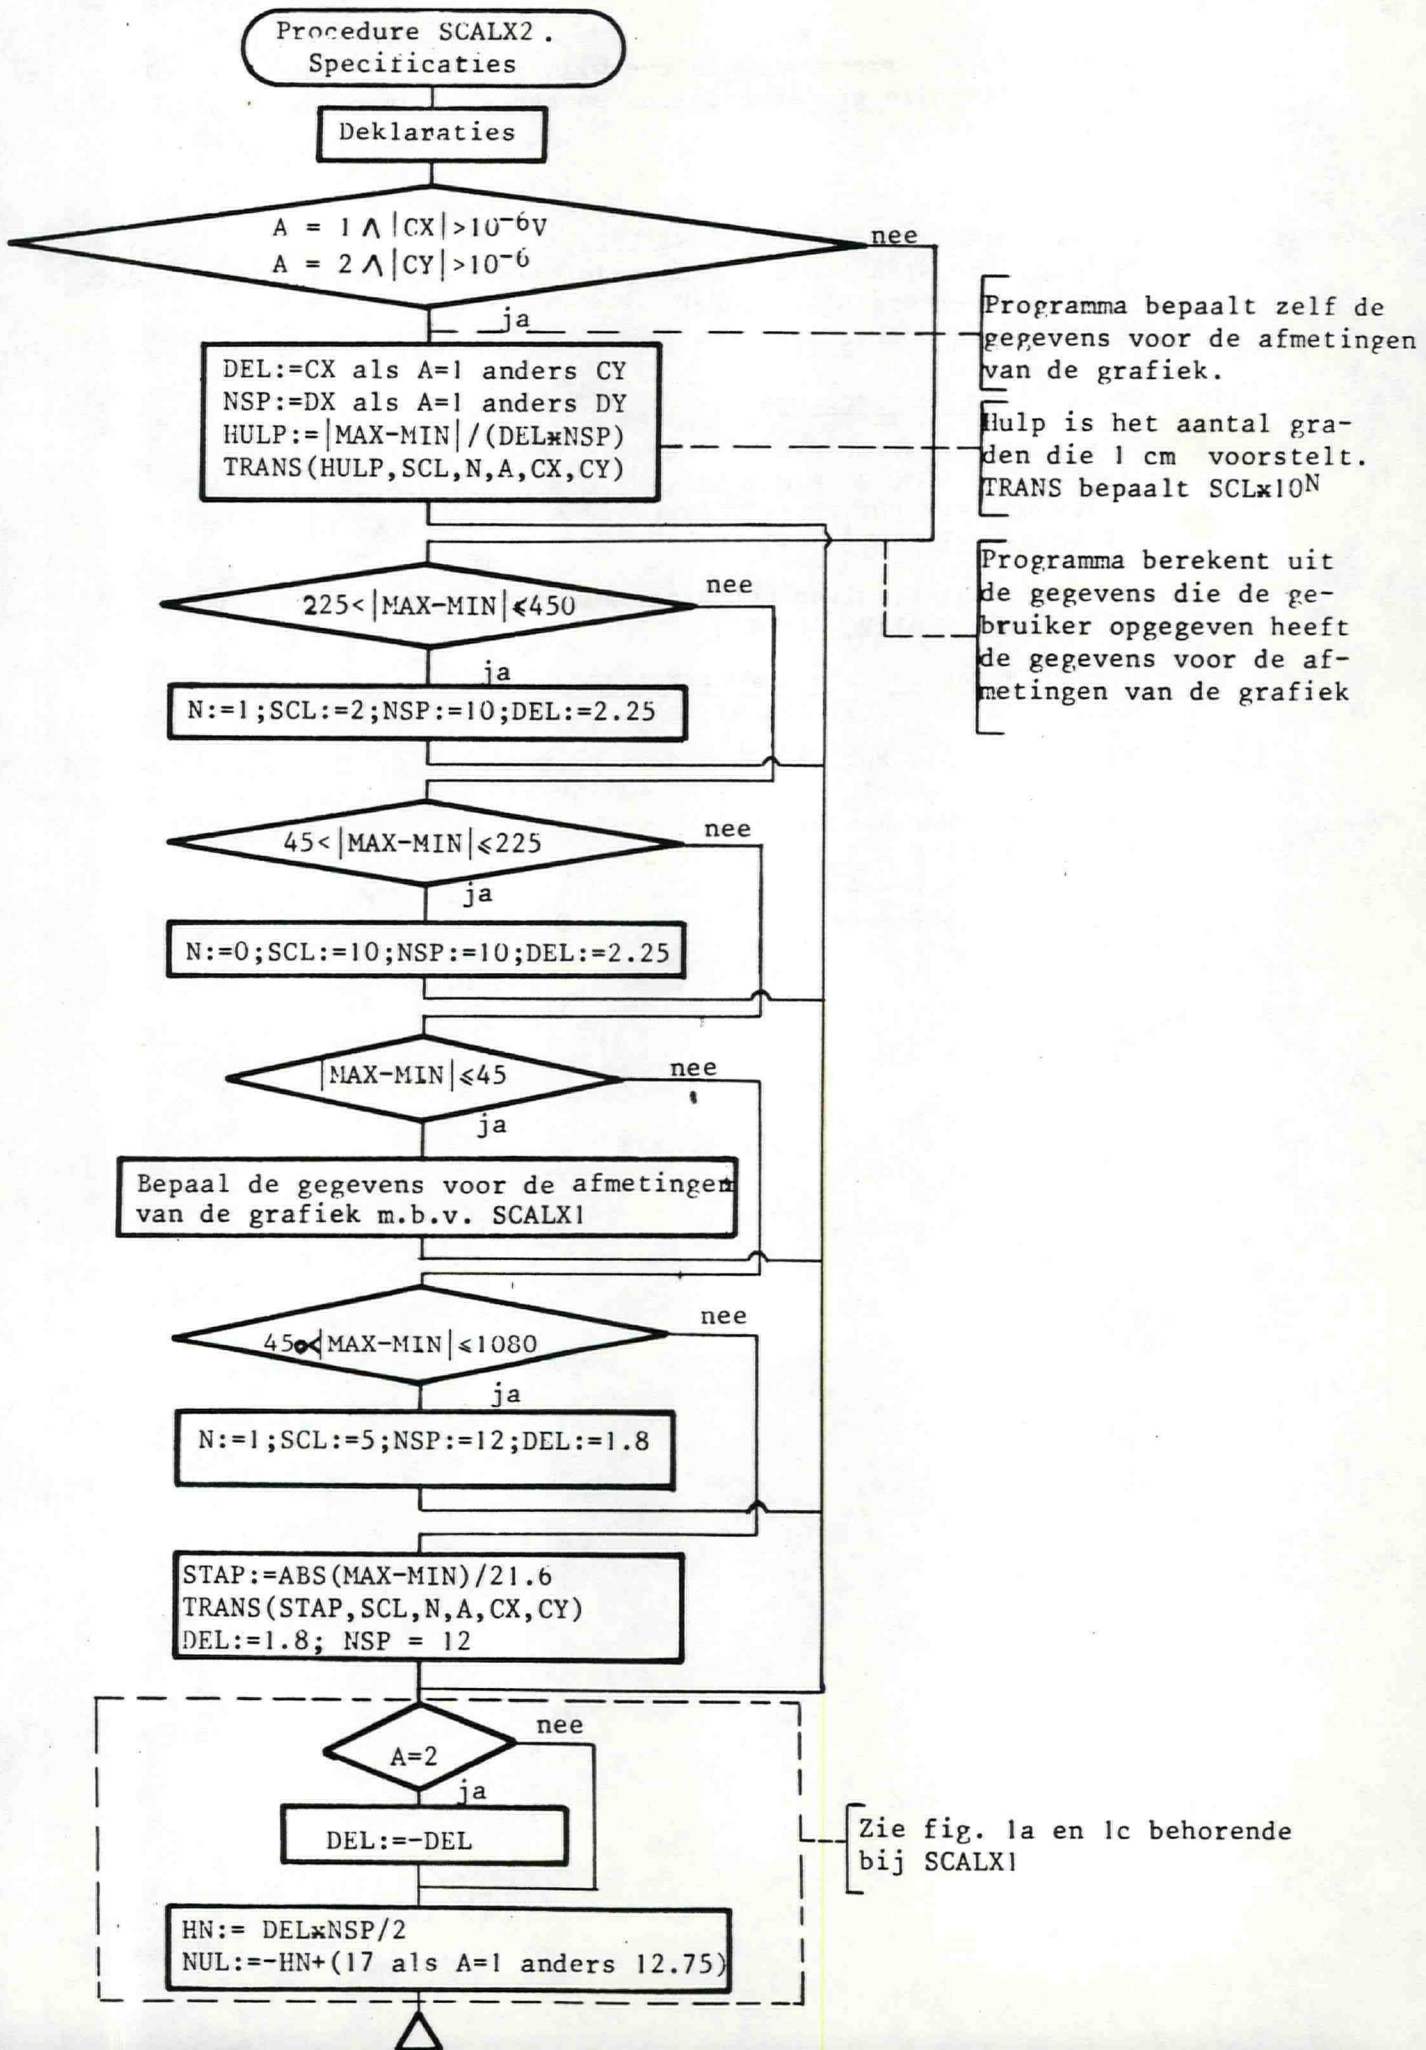 Procedure SCALX2.
Specificaties
Deklaraties
A = 1 ∧ |CX|>10⁻⁶V
A = 2 ∧ |CY|>10⁻⁶
nee
ja
Programma bepaalt zelf de
gegevens voor de afmetingen
van de grafiek.
DEL:=CX als A=1 anders CY
NSP:=DX als A=1 anders DY
HULP:=|MAX-MIN|/(DEL*NSP)
TRANS(HULP,SCL,N,A,CX,CY)
Hulp is het aantal gra-
den die 1 cm voorstelt.
TRANS bepaalt SCL*10ᴺ
Programma berekent uit
de gegevens die de ge-
bruiker opgegeven heeft
de gegevens voor de af-
metingen van de grafiek
225<|MAX-MIN|≤450
nee
ja
N:=1;SCL:=2;NSP:=10;DEL:=2.25
45<|MAX-MIN|≤225
nee
ja
N:=0;SCL:=10;NSP:=10;DEL:=2.25
|MAX-MIN|≤45
nee
ja
Bepaal de gegevens voor de afmetingen
van de grafiek m.b.v. SCALX1
450<|MAX-MIN|≤1080
nee
ja
N:=1;SCL:=5;NSP:=12;DEL:=1.8
STAP:=ABS(MAX-MIN)/21.6
TRANS(STAP,SCL,N,A,CX,CY)
DEL:=1.8; NSP = 12
A=2
nee
ja
DEL:=-DEL
Zie fig. 1a en 1c behorende
bij SCALX1
HN:= DEL*NSP/2
NUL:=-HN+(17 als A=1 anders 12.75)